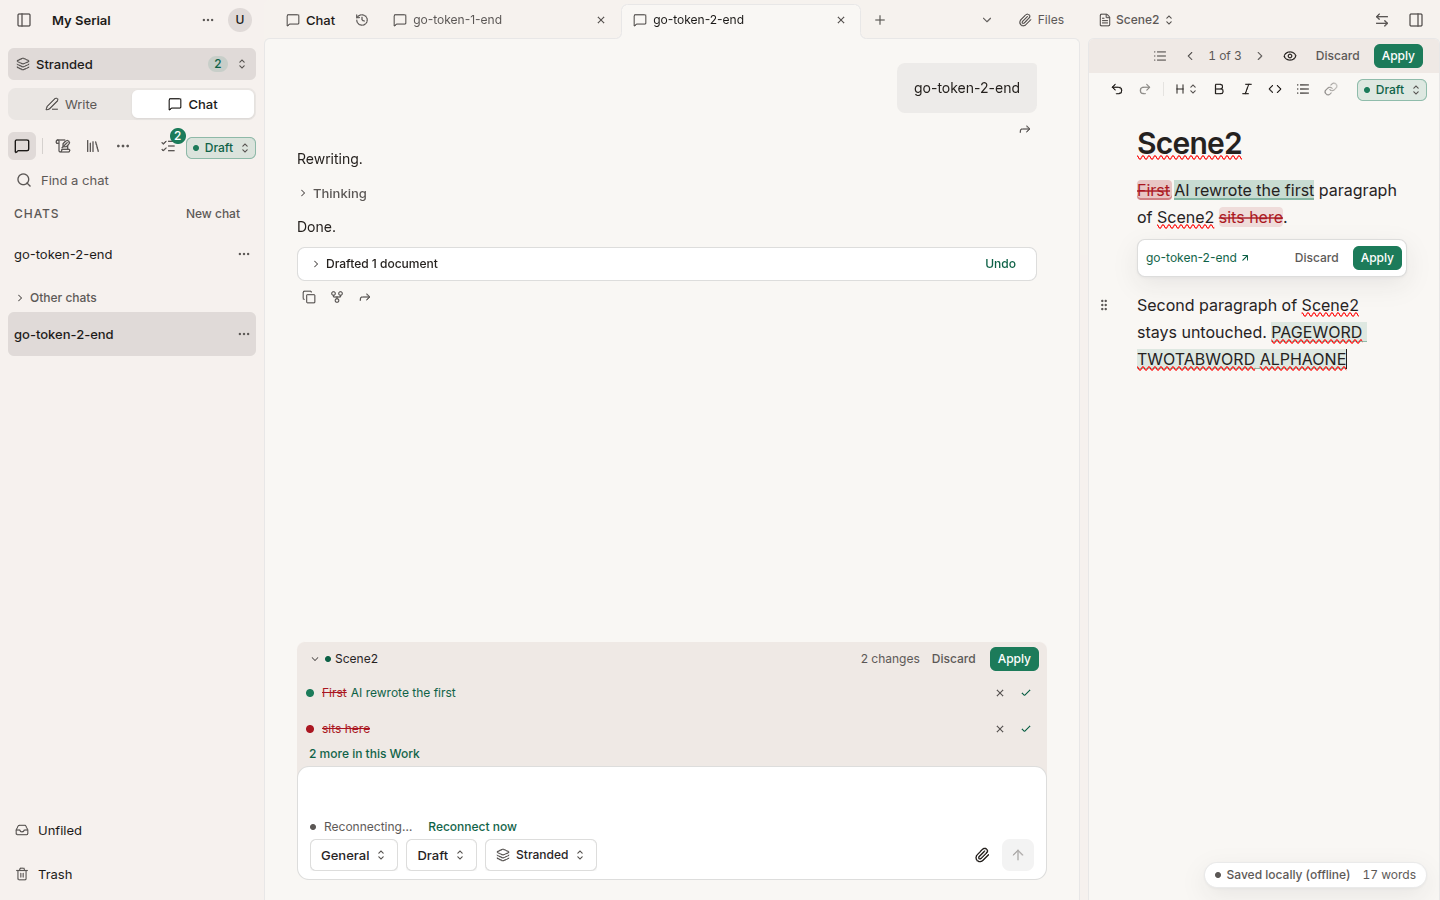 My Serial
U
Stranded
2
Write
Chat
2
Draft
Find a chat
CHATS
New chat
go-token-2-end
Other chats
go-token-2-end
Unfiled
Trash
Chat
go-token-1-end
go-token-2-end
Files
go-token-2-end
Rewriting.
Thinking
Done.
Drafted 1 document
Undo
Scene2
2 changes
Discard
Apply
First AI rewrote the first
sits here
2 more in this Work
Reconnecting...
Reconnect now
General
Draft
Stranded
Scene2
1 of 3
Discard
Apply
H
B
I
Draft
Scene2
First AI rewrote the first paragraph
of Scene2 sits here.
go-token-2-end
Discard
Apply
Second paragraph of Scene2
stays untouched. PAGEWORD
TWOTABWORD ALPHAONE
Saved locally (offline)
17 words